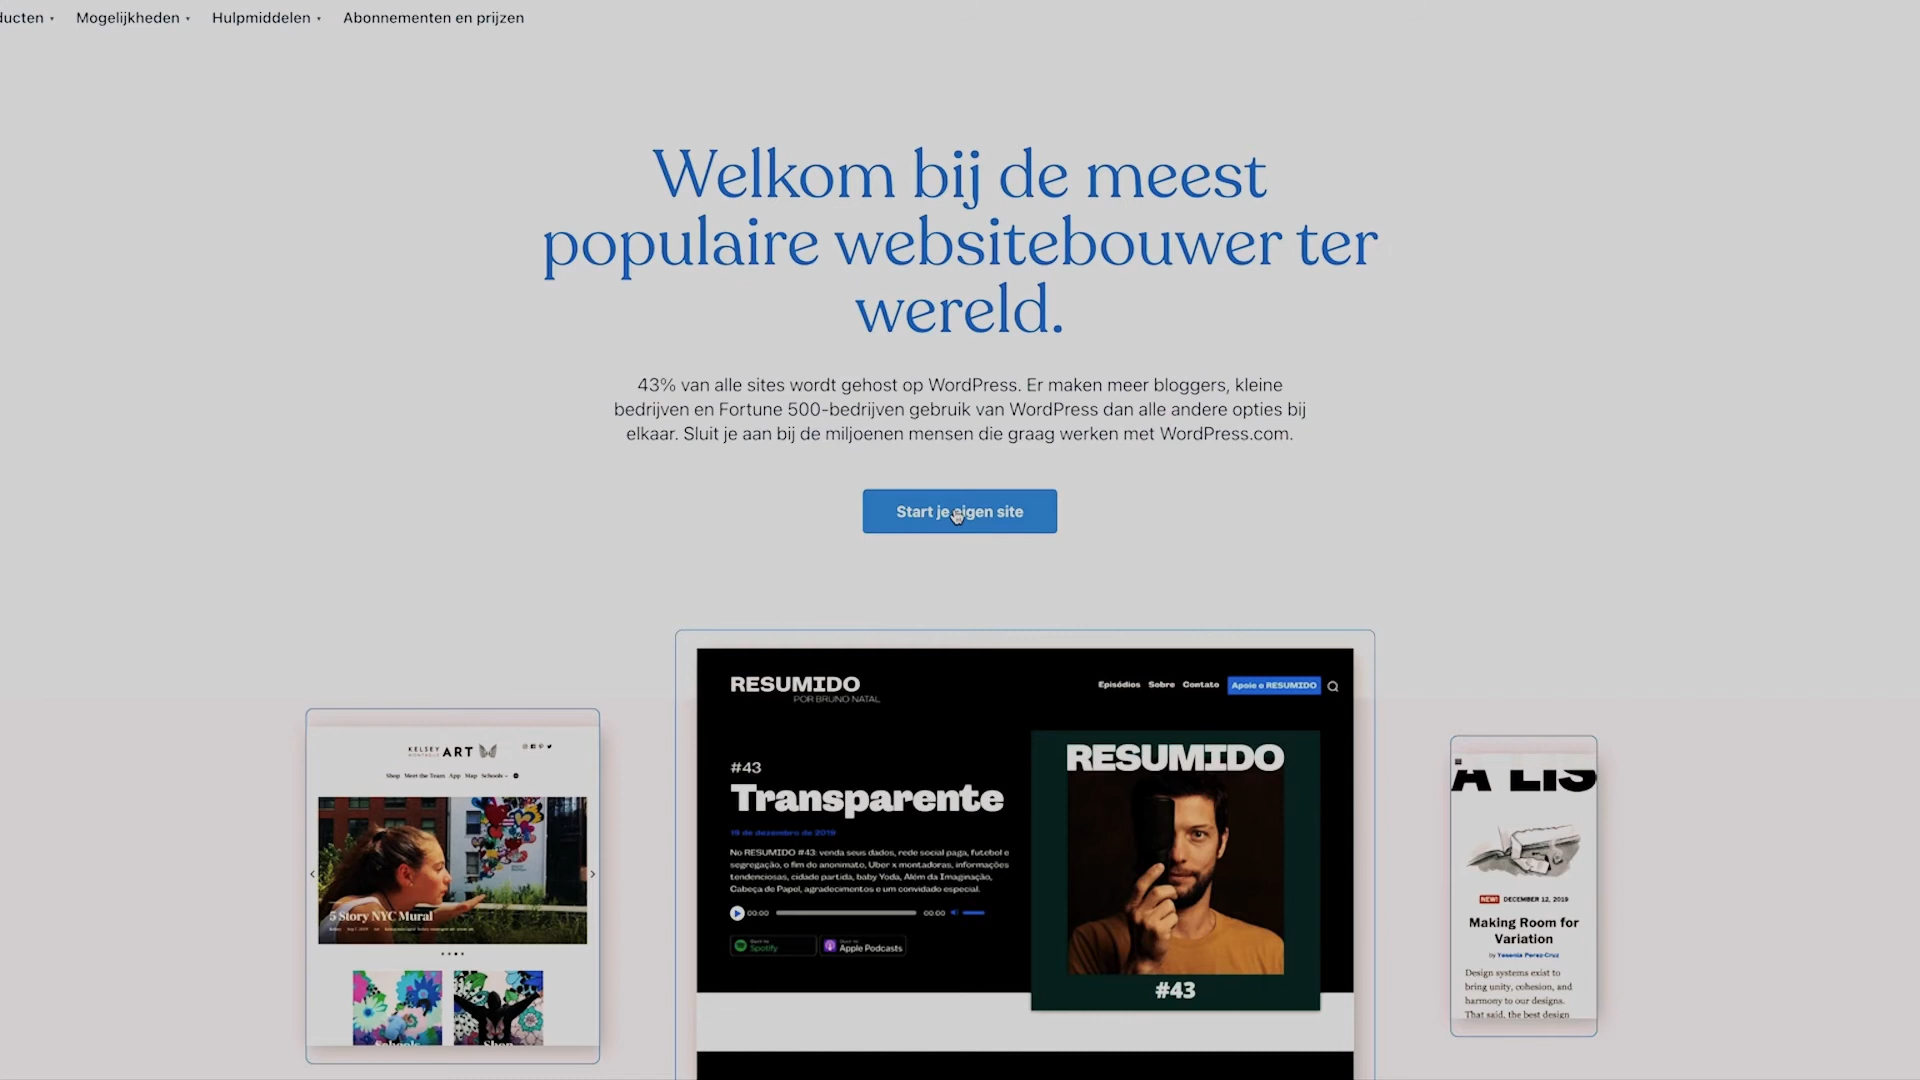 ducten
Mogelijkheden
Hulpmiddelen
Abonnementen en prijzen
Welkom bij de meest
populaire websitebouwer ter
wereld.
43% van alle sites wordt gehost op WordPress. Er maken meer bloggers, kleine
bedrijven en Fortune 500-bedrijven gebruik van WordPress dan alle andere opties bij
elkaar. Sluit je aan bij de miljoenen mensen die graag werken met WordPress.com.
Start je eigen site
KELSEY
MONTAGUE
ART
Shop Meet the Team App Map Schools
5 Story NYC Mural
Schools
Shop
RESUMIDO
POR BRUNO NATAL
Episódios Sobre Contato Apoie o RESUMIDO
#43
Transparente
19 de dezembro de 2019
No RESUMIDO #43: venda seus dados, rede social paga, futebol e
segregação, o fim do anonimato, Uber x montadoras, informações
tendenciosas, cidade partida, baby Yoda, Além da Imaginação,
Cabeça de Papel, agradecimentos e um convidado especial.
00:00
00:00
Spotify
Apple Podcasts
RESUMIDO
#43
A LIS
NEW! DECEMBER 12, 2019
Making Room for
Variation
by Yesenia Perez-Cruz
Design systems exist to
bring unity, cohesion, and
harmony to our designs.
That said, the best design